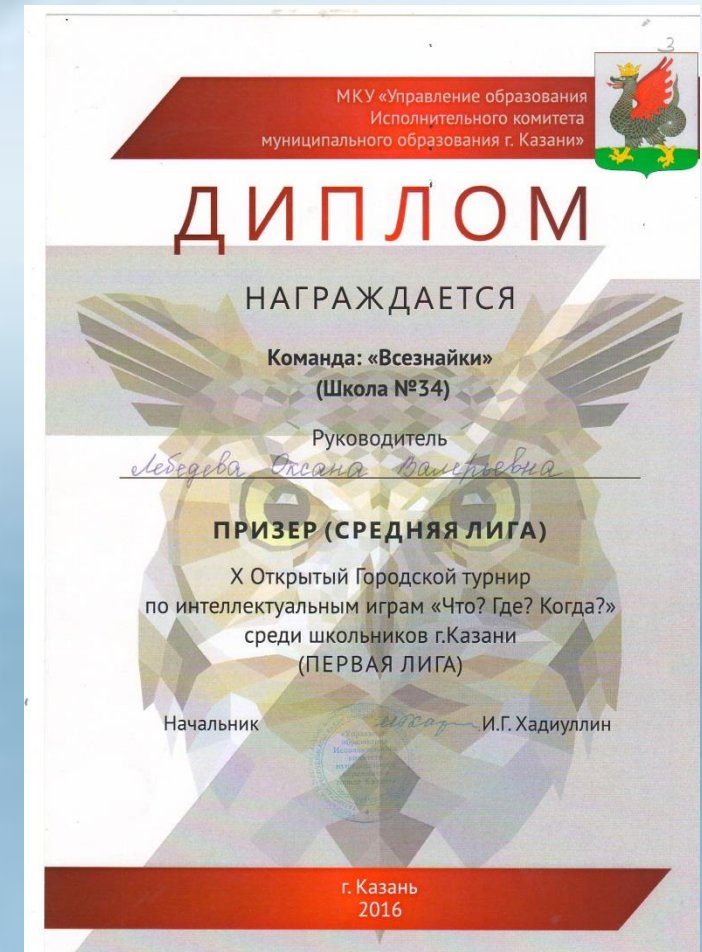 3
МКУ «Управление образования
Исполнительного комитета
муниципального образования г. Казани»
ДИПЛОМ
НАГРАЖДАЕТСЯ
Команда: «Всезнайки»
(Школа №34)
Руководитель
Лебедева Оксана Валерьевна
ПРИЗЕР (СРЕДНЯЯ ЛИГА)
X Открытый Городской турнир
по интеллектуальным играм «Что? Где? Когда?»
среди школьников г.Казани
(ПЕРВАЯ ЛИГА)
Начальник И.Г. Хадиуллин
г. Казань
2016